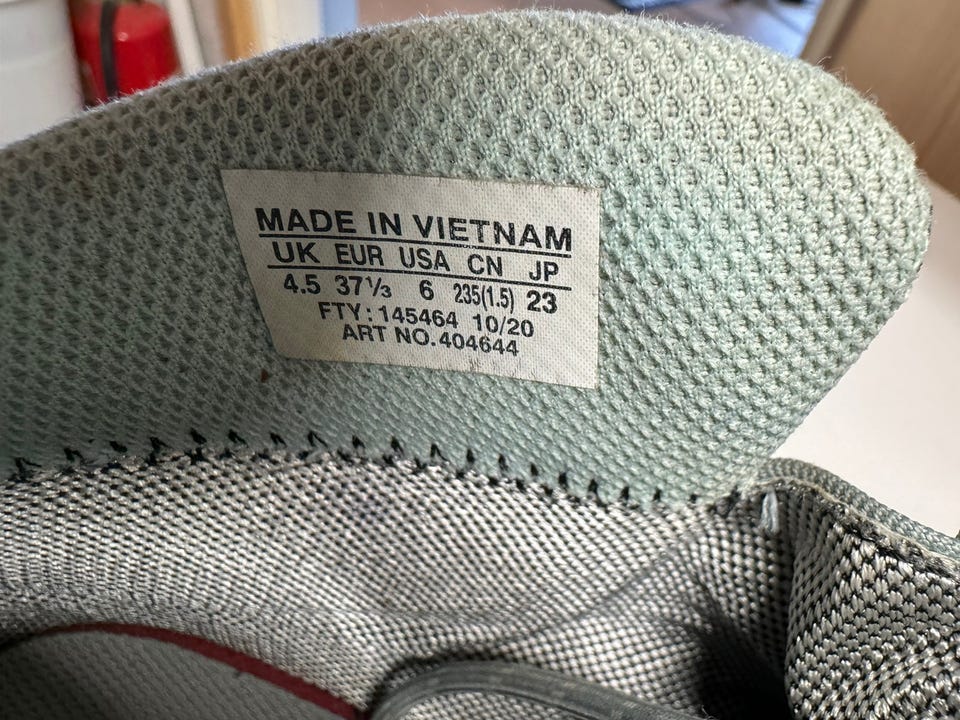 MADE IN VIETNAM
UK EUR USA CN JP
4.5 37⅓ 6 235(1.5) 23
FTY: 145464 10/20
ART NO. 404644